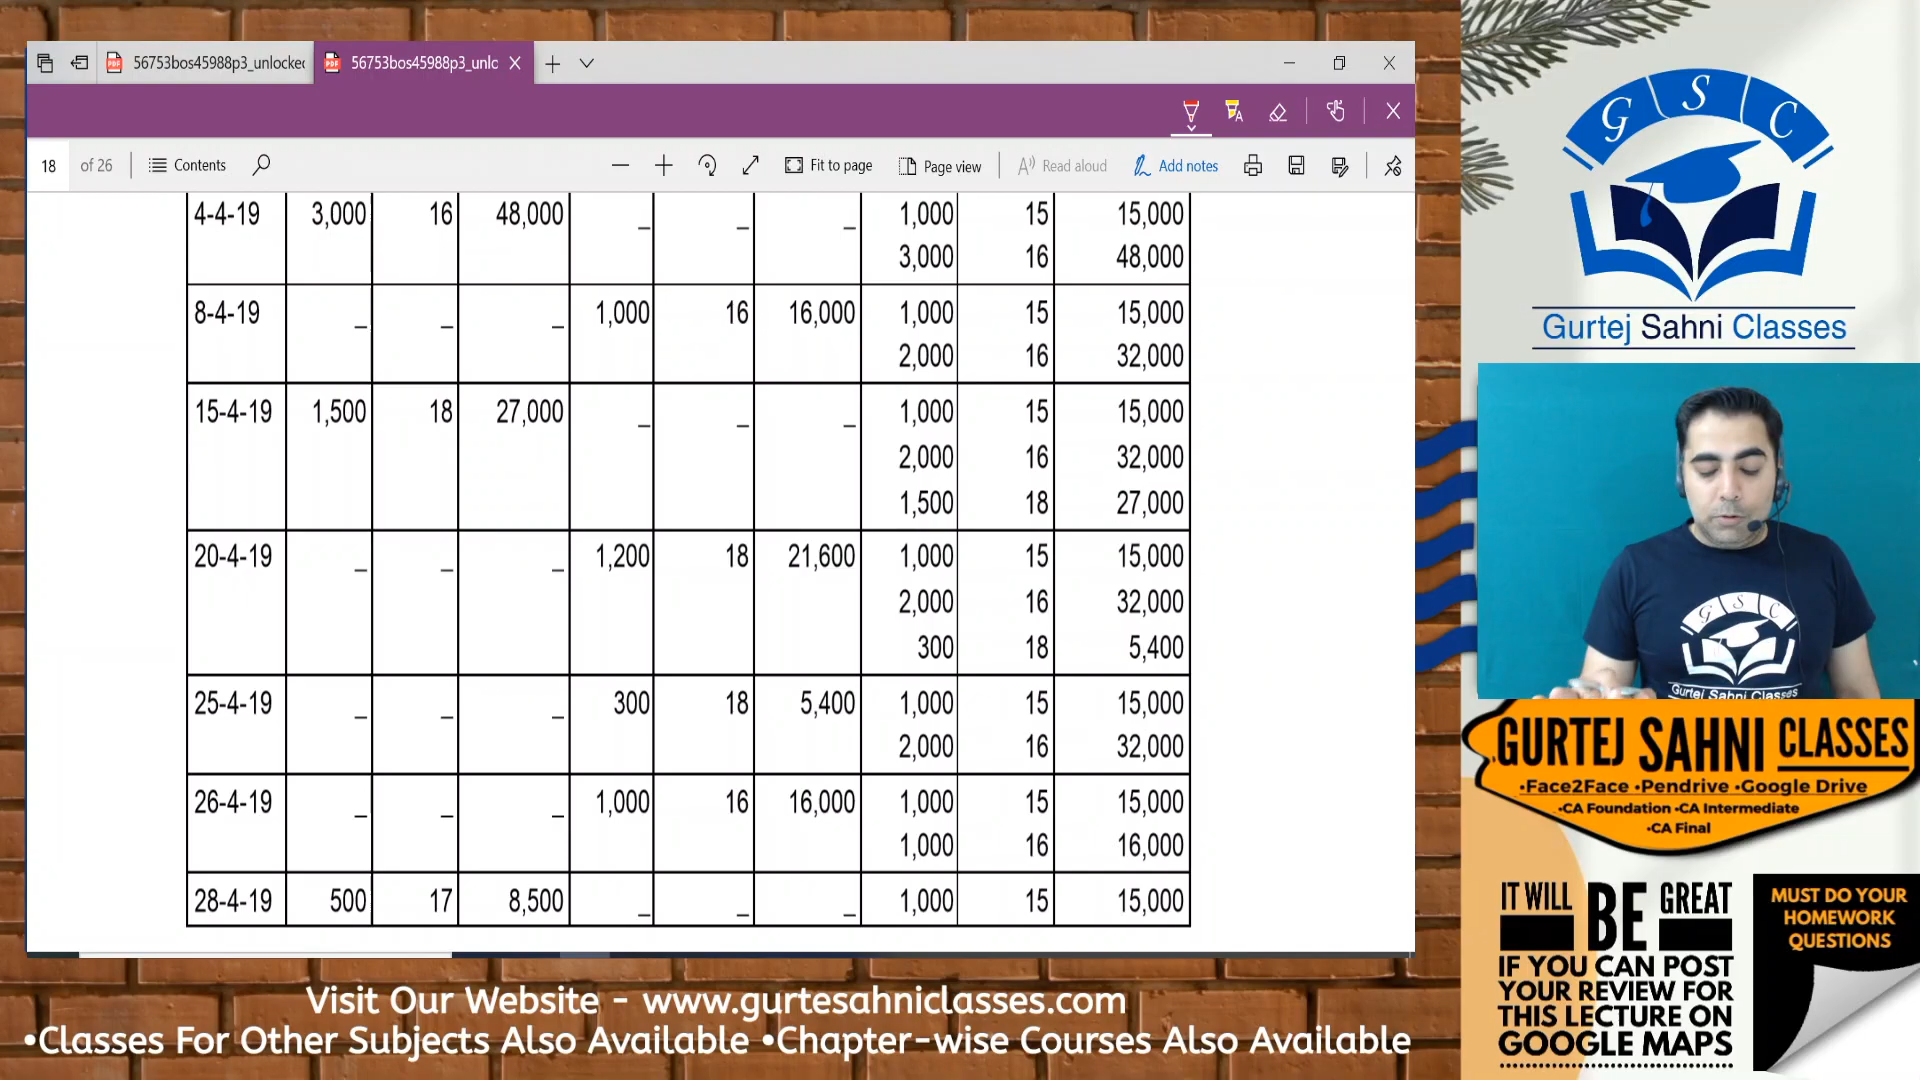 56753bos45988p3_unlocked
56753bos45988p3_unlo
18 of 26 Contents Fit to page Page view Read aloud Add notes
4-4-19 3,000 16 48,000 _ _ _ 1,000 15 15,000
3,000 16 48,000
8-4-19 _ _ _ 1,000 16 16,000 1,000 15 15,000
2,000 16 32,000
15-4-19 1,500 18 27,000 _ _ _ 1,000 15 15,000
2,000 16 32,000
1,500 18 27,000
20-4-19 _ _ _ 1,200 18 21,600 1,000 15 15,000
2,000 16 32,000
300 18 5,400
25-4-19 _ _ _ 300 18 5,400 1,000 15 15,000
2,000 16 32,000
26-4-19 _ _ _ 1,000 16 16,000 1,000 15 15,000
1,000 16 16,000
28-4-19 500 17 8,500 _ _ _ 1,000 15 15,000
GSC
Gurtej Sahni Classes
GSC
Gurtej Sahni Classes
GURTEJ SAHNI CLASSES
•Face2Face •Pendrive •Google Drive
•CA Foundation •CA Intermediate
•CA Final
IT WILL BE GREAT
IF YOU CAN POST
YOUR REVIEW FOR
THIS LECTURE ON
GOOGLE MAPS
MUST DO YOUR
HOMEWORK
QUESTIONS
Visit Our Website - www.gurtesahniclasses.com
•Classes For Other Subjects Also Available •Chapter-wise Courses Also Available